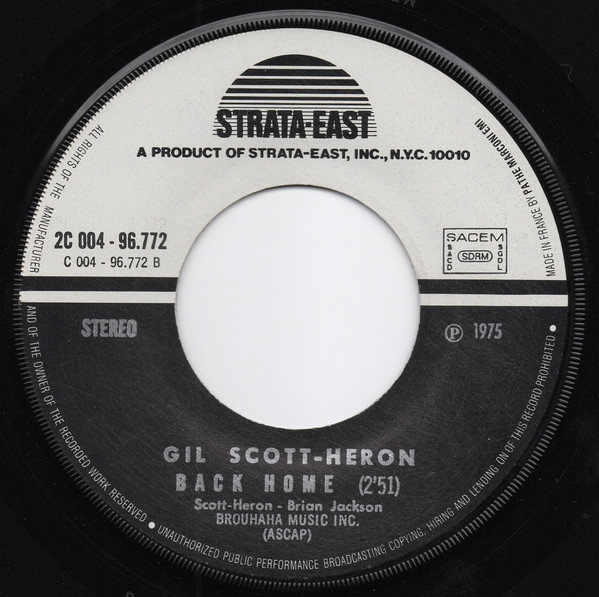 STRATA-EAST
A PRODUCT OF STRATA-EAST, INC., N.Y.C. 10010
ALL RIGHTS OF THE MANUFACTURER AND OF THE OWNER OF THE RECORDED WORK RESERVED • UNAUTHORIZED PUBLIC PERFORMANCE BROADCASTING COPYING, HIRING AND LENDING ON OF THIS RECORD PROHIBITED •
MADE IN FRANCE BY PATHE MARCONI EMI
2C 004 - 96.772
C 004 - 96.772 B
SACEM
SACD
SDRM
SGDL
STEREO
℗ 1975
GIL SCOTT-HERON
BACK HOME (2'51)
Scott-Heron - Brian Jackson
BROUHAHA MUSIC INC.
(ASCAP)